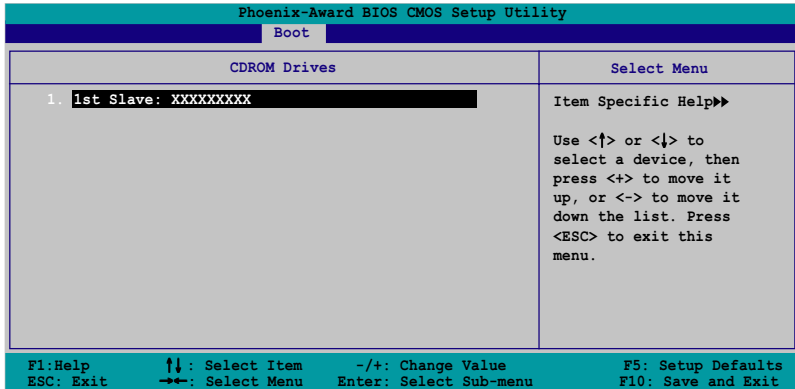 Phoenix-Award BIOS CMOS Setup Utility
Boot
CDROM Drives
Select Menu
1. 1st Slave: XXXXXXXXX
Item Specific Help▶▶
Use <↑> or <↓> to
select a device, then
press <+> to move it
up, or <-> to move it
down the list. Press
<ESC> to exit this
menu.
F1:Help ↑↓: Select Item -/+: Change Value F5: Setup Defaults
ESC: Exit →←: Select Menu Enter: Select Sub-menu F10: Save and Exit